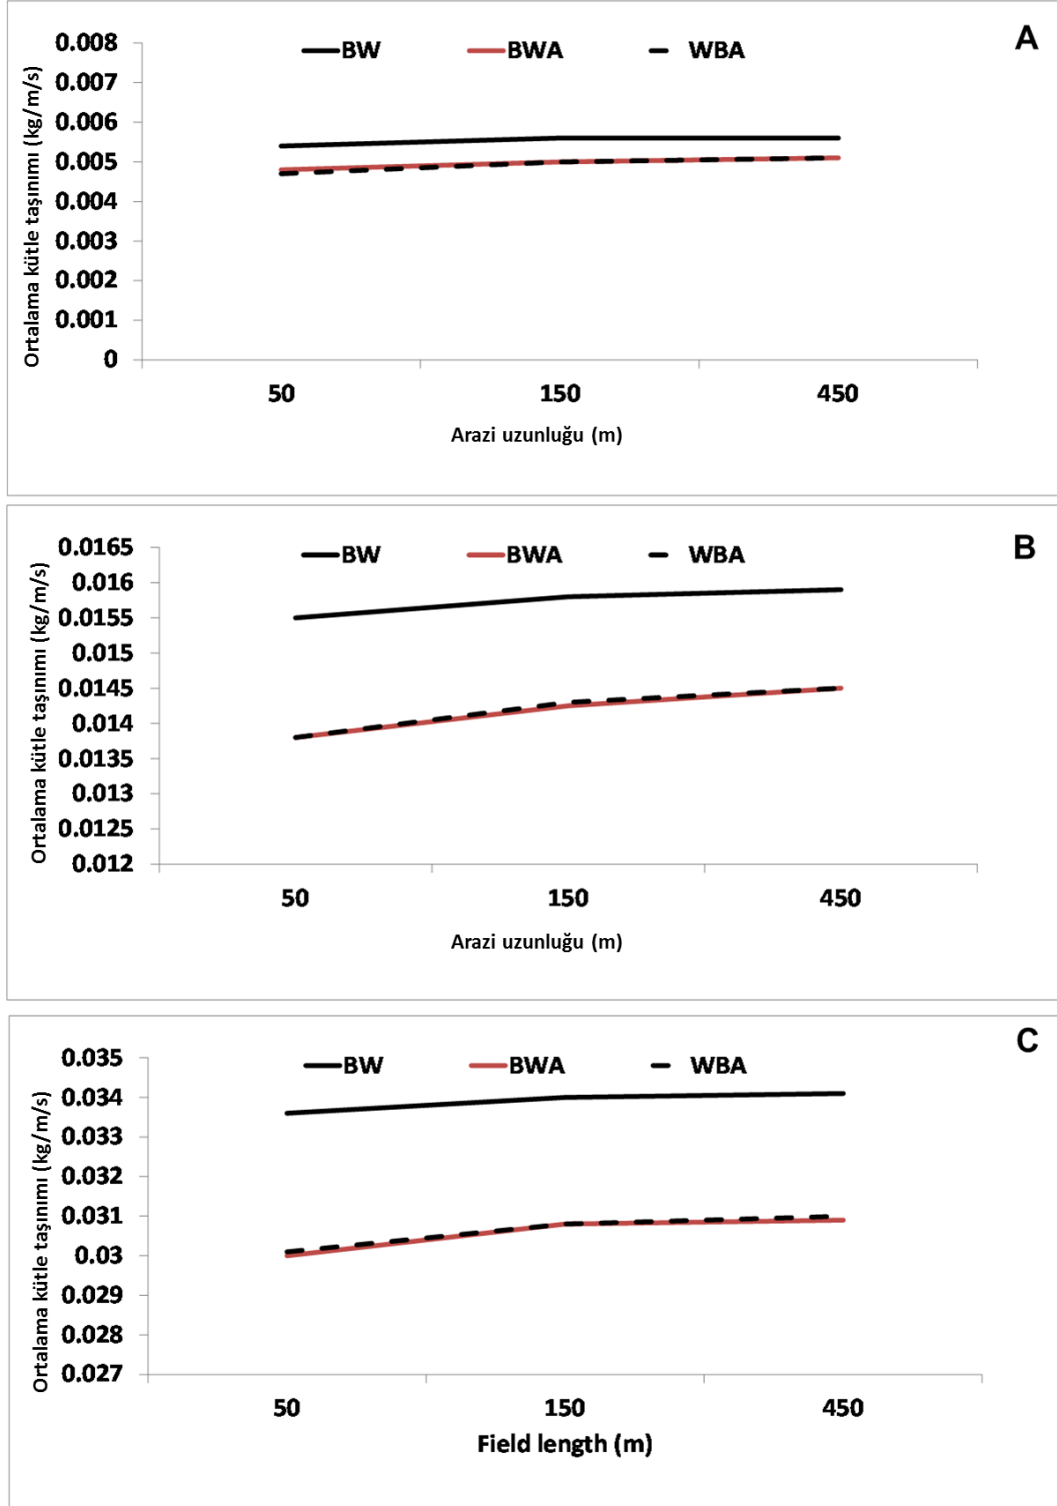 A
BW BWA WBA
Ortalama kütle taşınımı (kg/m/s)
0.008
0.007
0.006
0.005
0.004
0.003
0.002
0.001
0
50 150 450
Arazi uzunluğu (m)
B
BW BWA WBA
Ortalama kütle taşınımı (kg/m/s)
0.0165
0.016
0.0155
0.015
0.0145
0.014
0.0135
0.013
0.0125
0.012
50 150 450
Arazi uzunluğu (m)
C
BW BWA WBA
Ortalama kütle taşınımı (kg/m/s)
0.035
0.034
0.033
0.032
0.031
0.03
0.029
0.028
0.027
50 150 450
Field length (m)